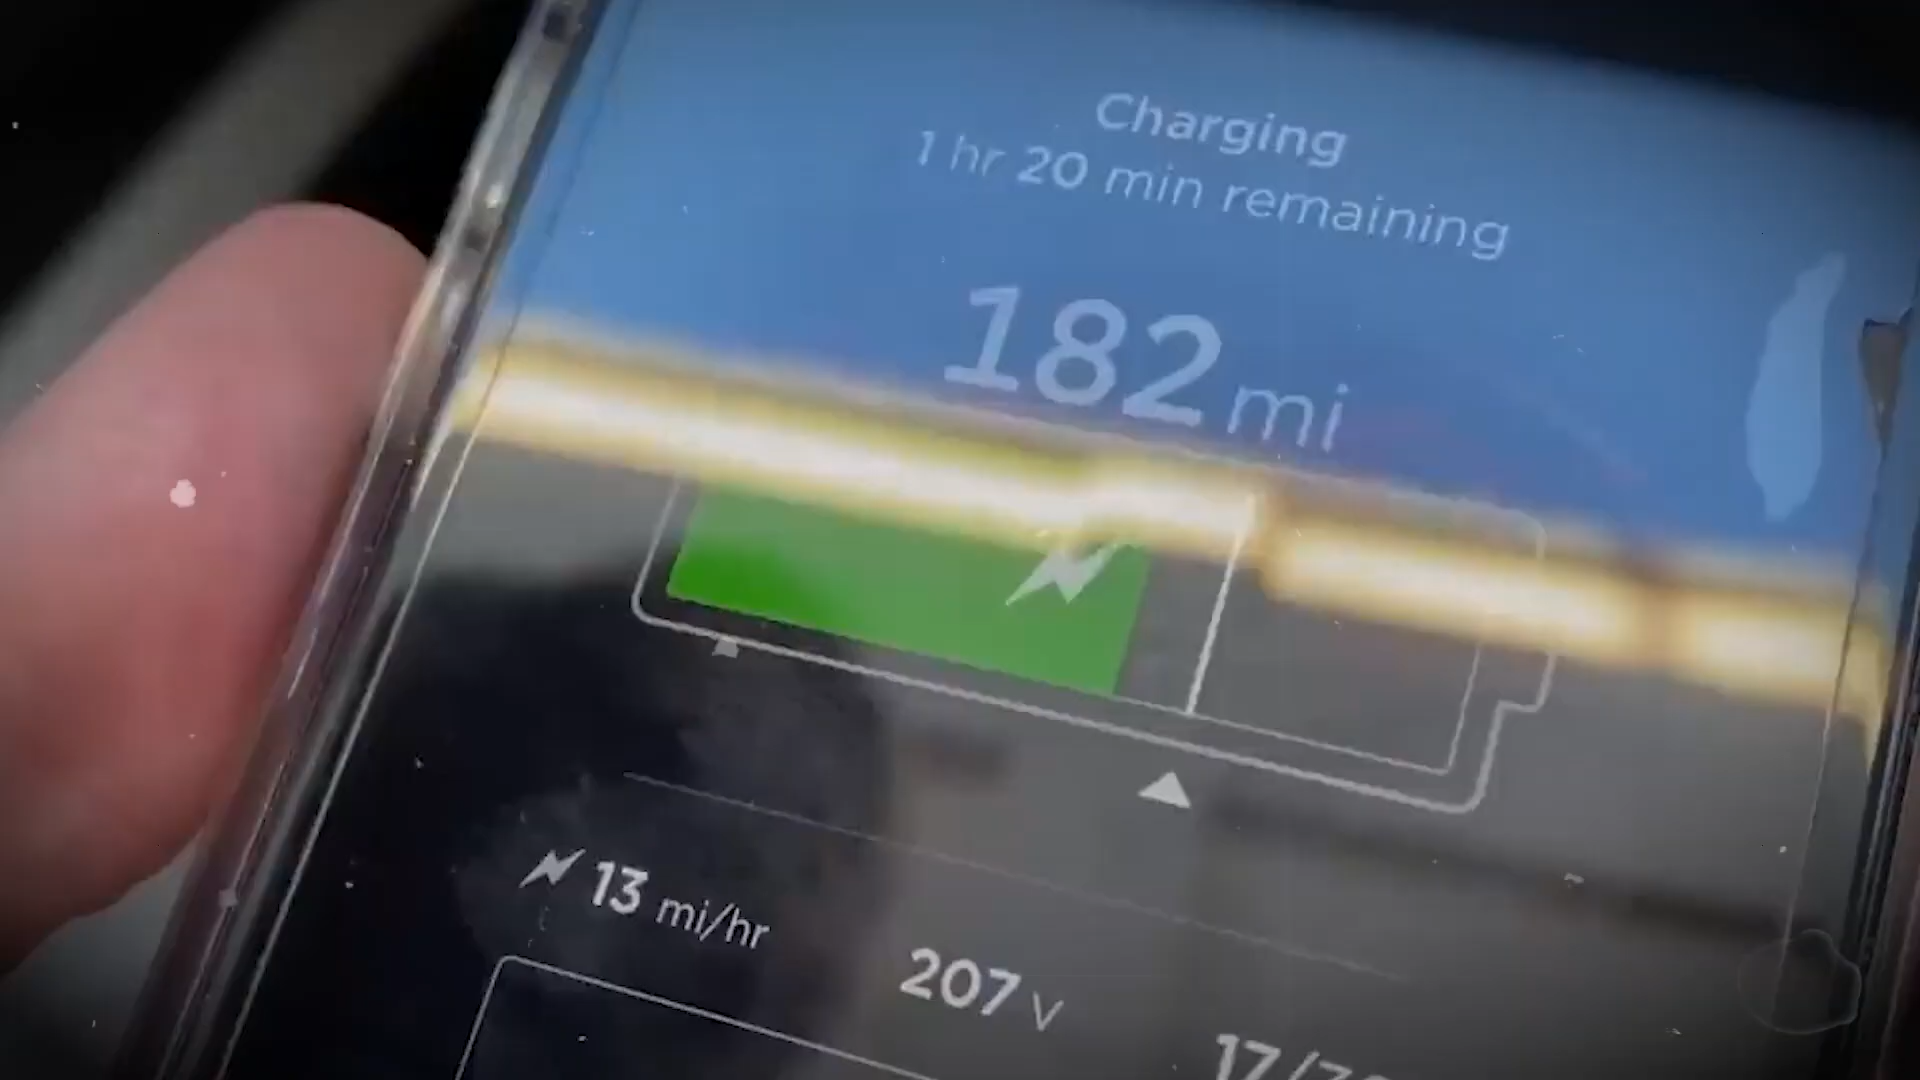 Charging
1 hr 20 min remaining
182 mi
13 mi/hr
207 V